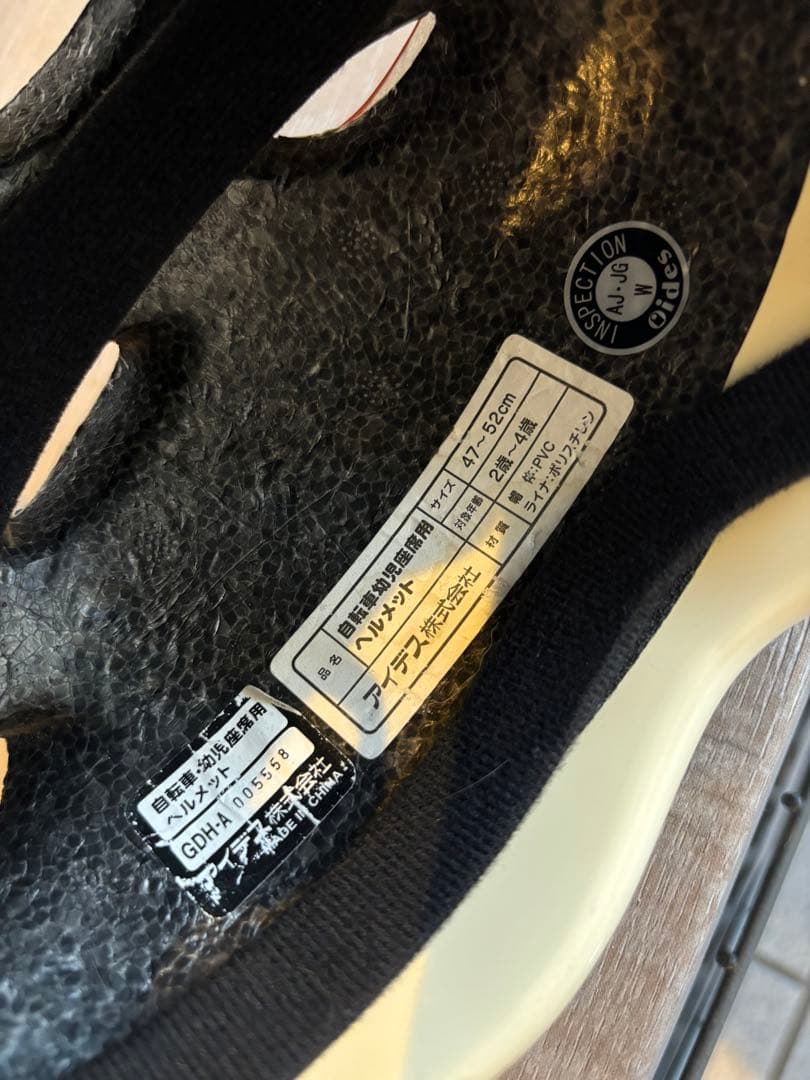 INSPECTION
AJ・JG
W
ides
品名
自転車幼児座席用
ヘルメット
サイズ
47～52cm
対象年齢
2歳～4歳
材質
帽体:PVC
ライナ:ポリスチレン
アイデス株式会社
自転車・幼児座席用
ヘルメット
GDH-A 005558
アイデス株式会社
MADE IN CHINA